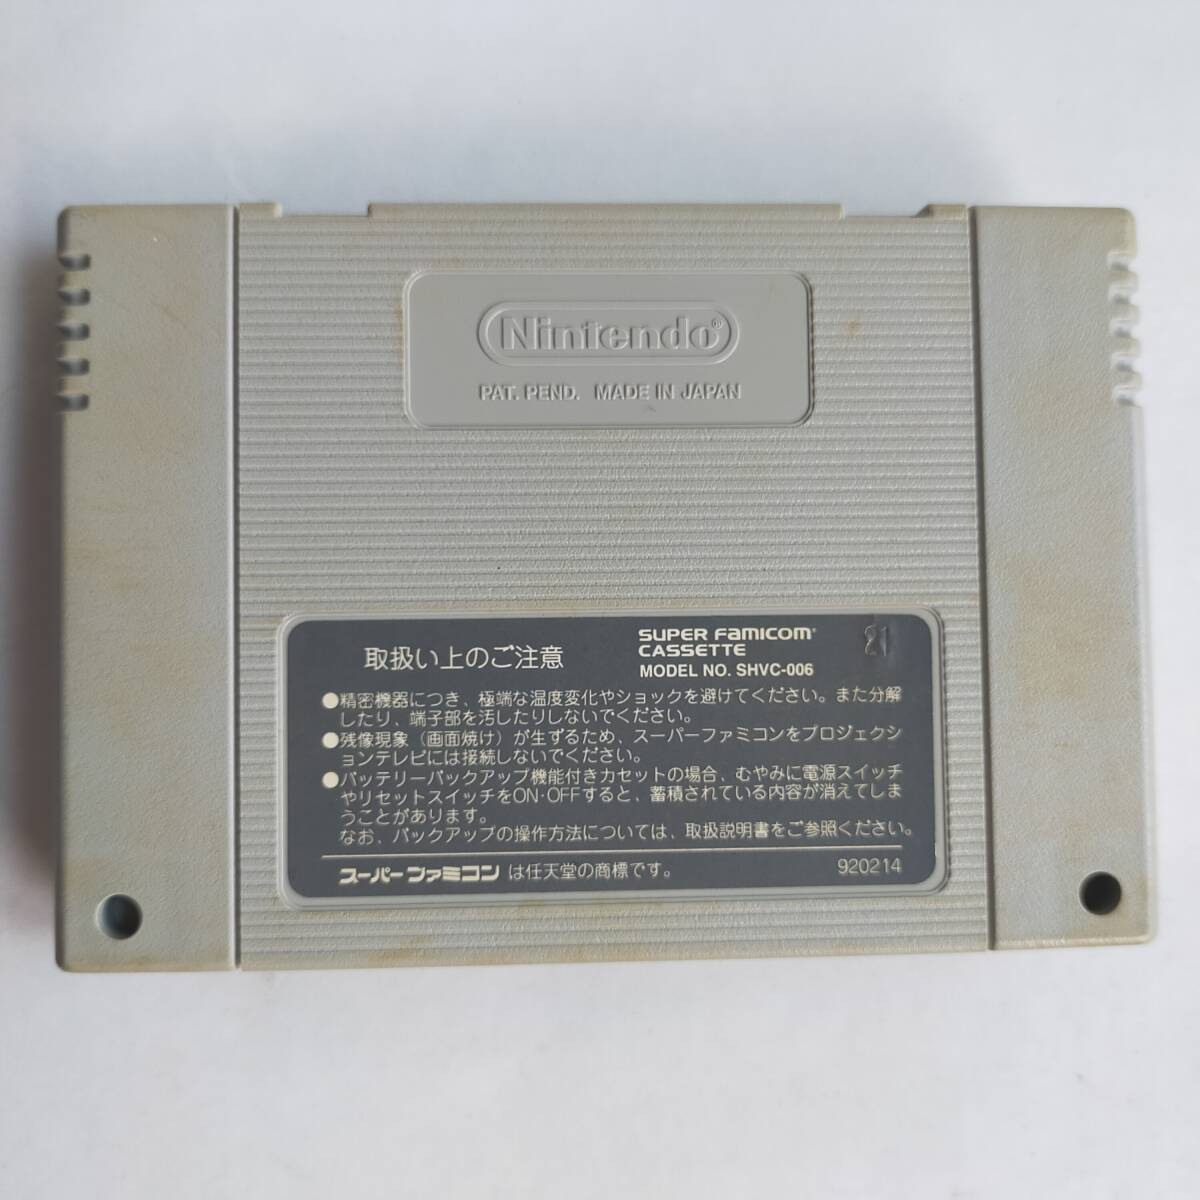 Nintendo®
PAT. PEND. MADE IN JAPAN
取扱い上のご注意
SUPER FAMICOM
CASSETTE
MODEL NO. SHVC-006
21
●精密機器につき、極端な温度変化やショックを避けてください。また分解
したり、端子部を汚したりしないでください。
●残像現象（画面焼け）が生ずるため、スーパーファミコンをプロジェクシ
ョンテレビには接続しないでください。
●バッテリーバックアップ機能付きカセットの場合、むやみに電源スイッチ
やリセットスイッチをON・OFFすると、蓄積されている内容が消えてしま
うことがあります。
なお、バックアップの操作方法については、取扱説明書をご参照ください。
スーパーファミコン は任天堂の商標です。
920214